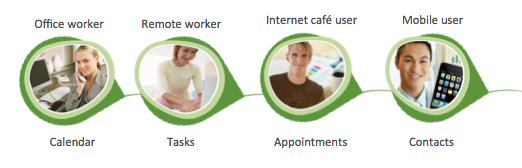 Office worker
Remote worker
Internet café user
Mobile user
Calendar
Tasks
Appointments
Contacts